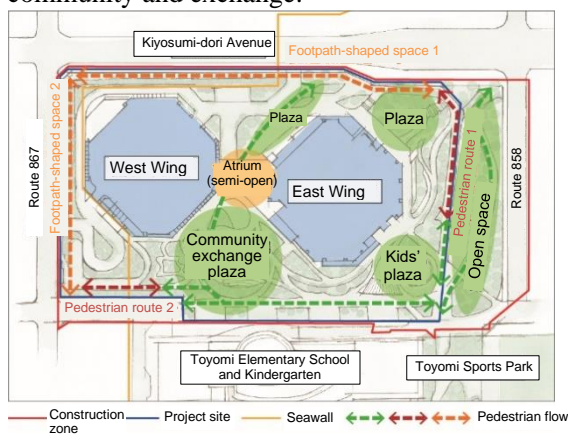 community and exchange.
Kiyosumi-dori Avenue
Footpath-shaped space 1
Footpath-shaped space 2
Route 867
Plaza
Plaza
West Wing
Atrium
(semi-open)
East Wing
Pedestrian route 1
Route 858
Open space
Community
exchange
plaza
Kids'
plaza
Pedestrian route 2
Toyomi Elementary School
and Kindergarten
Toyomi Sports Park
Construction
zone
Project site
Seawall
Pedestrian flow